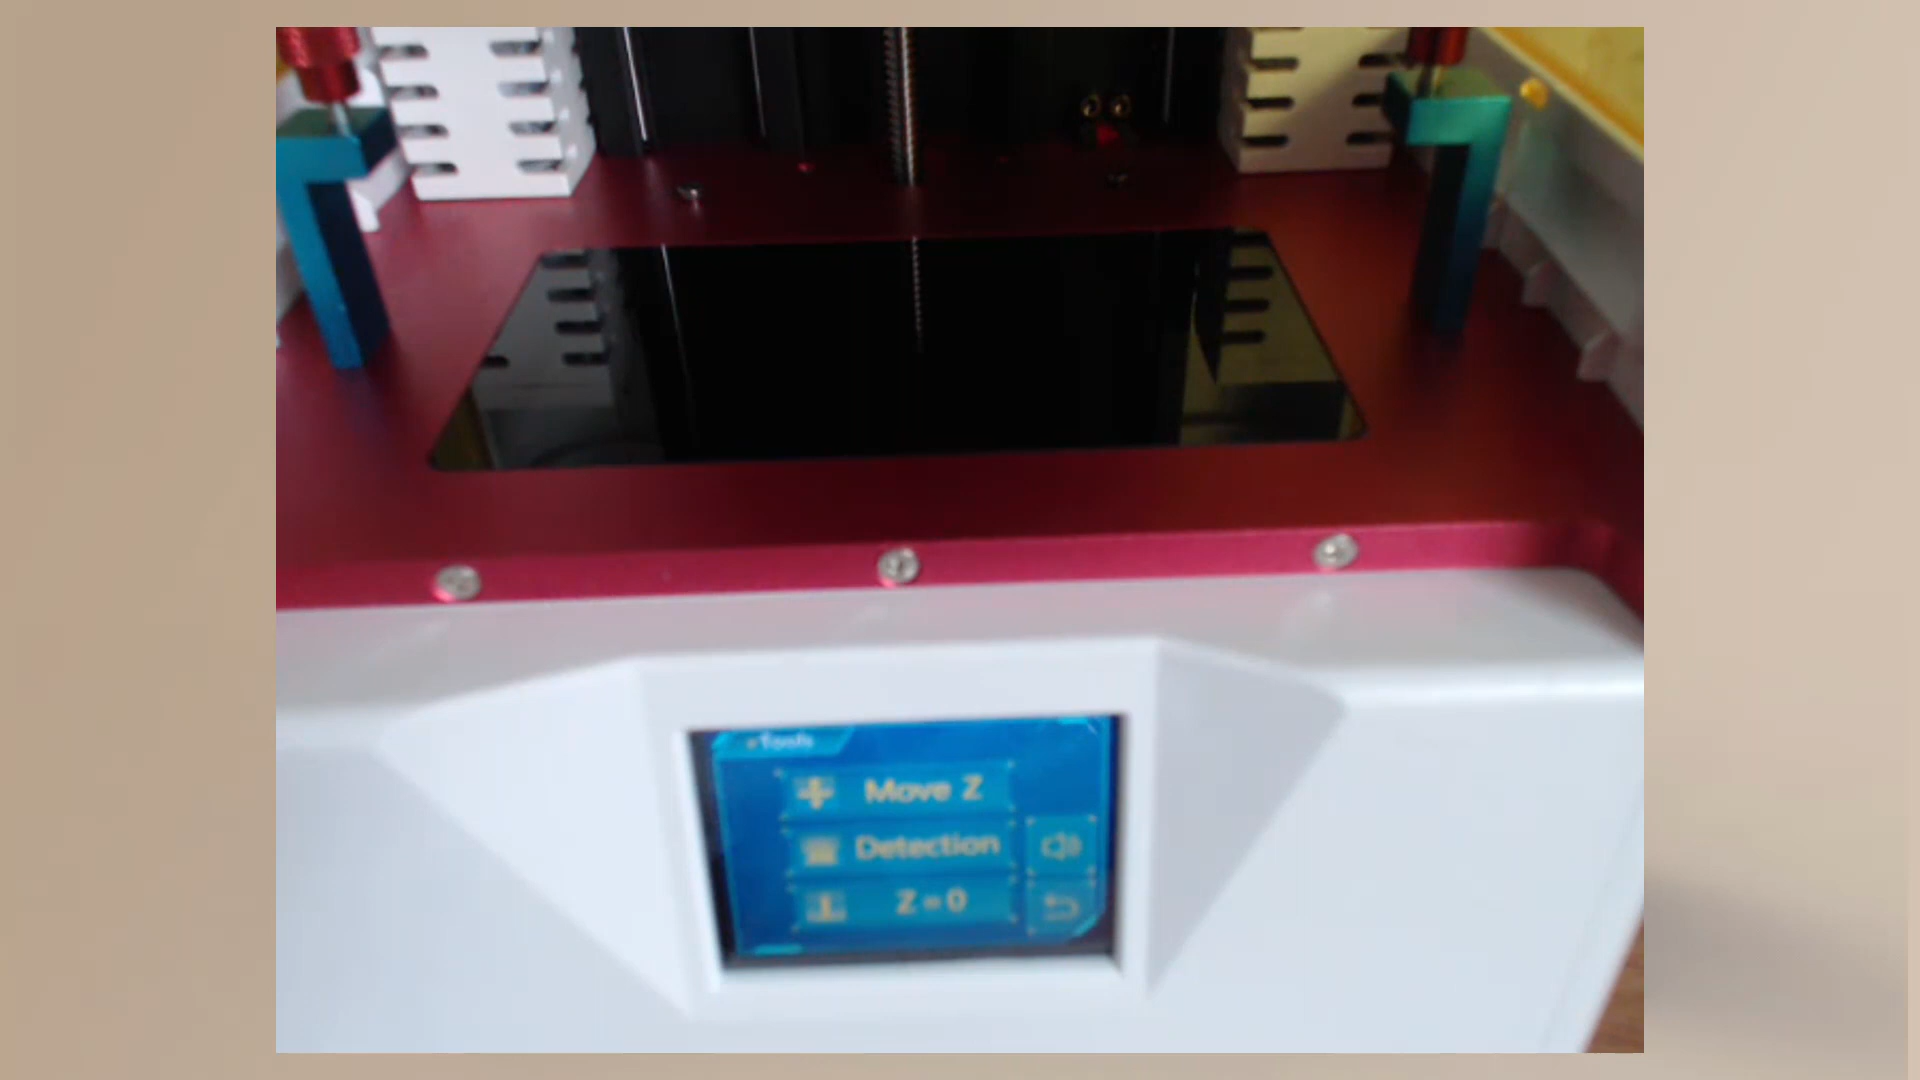 Tools
Move Z
Detection
Z = 0